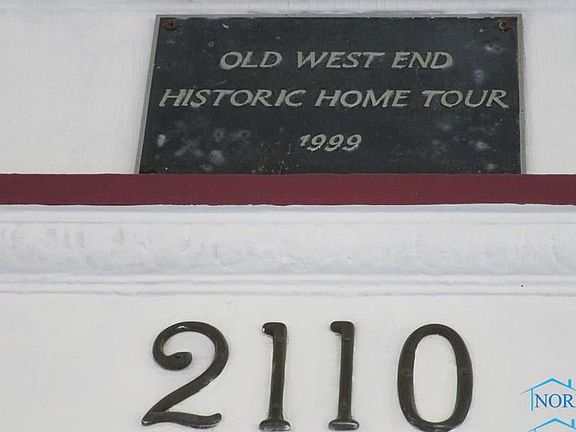 OLD WEST END
HISTORIC HOME TOUR
1999
2110
NOR